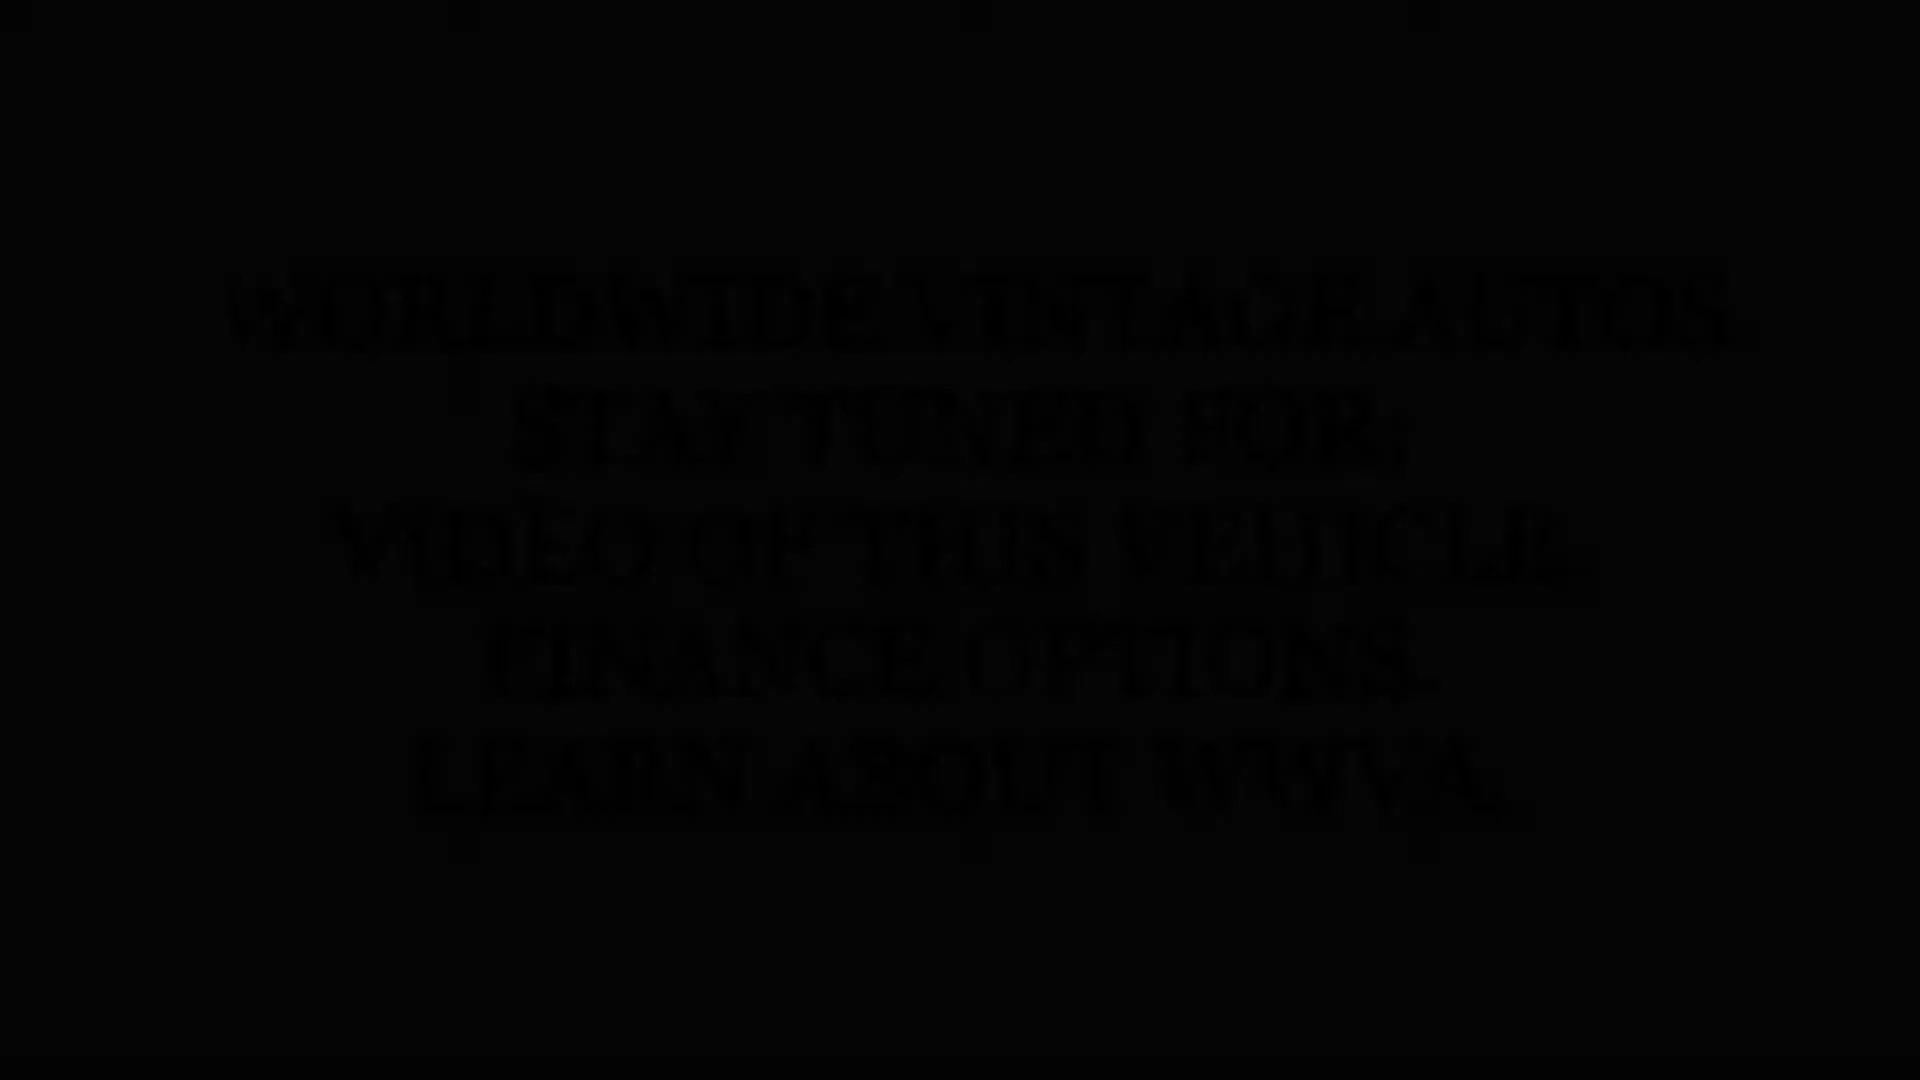 WORLDWIDE VINTAGE AUTOS.
STAY TUNED FOR:
VIDEO OF THIS VEHICLE.
FINANCE OPTIONS.
LEARN ABOUT WWVA.